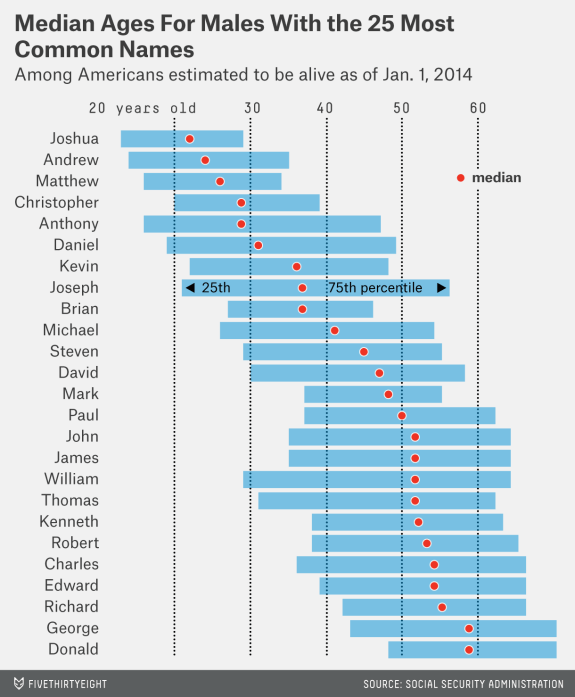 Median Ages For Males With the 25 Most
Common Names
Among Americans estimated to be alive as of Jan. 1, 2014
20 years old 30 40 50 60
Joshua
Andrew
Matthew
median
Christopher
Anthony
Daniel
Kevin
Joseph
◀ 25th 75th percentile ▶
Brian
Michael
Steven
David
Mark
Paul
John
James
William
Thomas
Kenneth
Robert
Charles
Edward
Richard
George
Donald
FIVETHIRTYEIGHT
SOURCE: SOCIAL SECURITY ADMINISTRATION